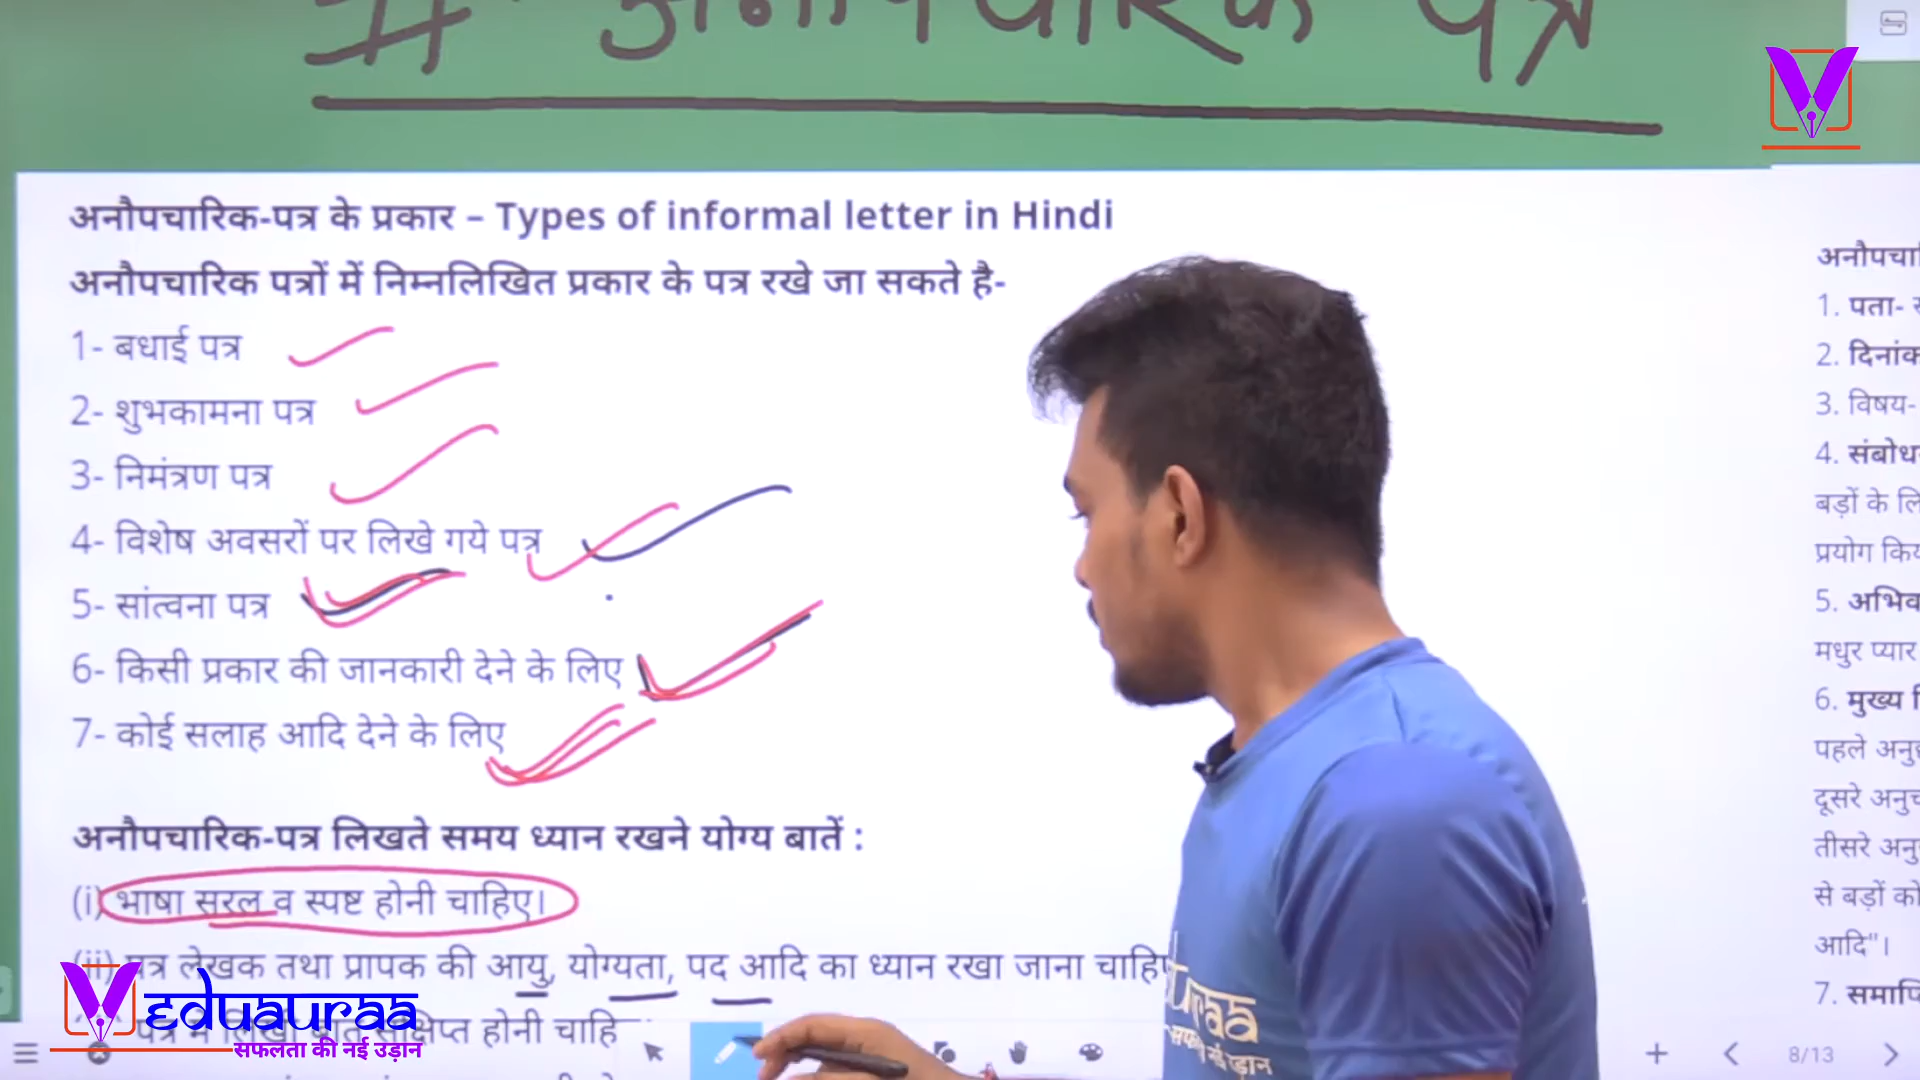 # अनौपचारिक पत्र
अनौपचारिक-पत्र के प्रकार – Types of informal letter in Hindi
अनौपचारिक पत्रों में निम्नलिखित प्रकार के पत्र रखे जा सकते है-
1- बधाई पत्र
2- शुभकामना पत्र
3- निमंत्रण पत्र
4- विशेष अवसरों पर लिखे गये पत्र
5- सांत्वना पत्र
6- किसी प्रकार की जानकारी देने के लिए
7- कोई सलाह आदि देने के लिए
अनौपचारिक-पत्र लिखते समय ध्यान रखने योग्य बातें :
(i) भाषा सरल व स्पष्ट होनी चाहिए।
(ii) पत्र लेखक तथा प्रापक की आयु, योग्यता, पद आदि का ध्यान रखा जाना
होनी
1. पता-
2. दिनांक
3. विषय-
4.
बड़ों के
प्रयोग
5.
मधुर प्यार
6. मुख्य
पहले
दूसरे
तीसरे
से बड़ों को
आदि"।
7.
eduauraa
सफलता की नई उड़ान
8/13